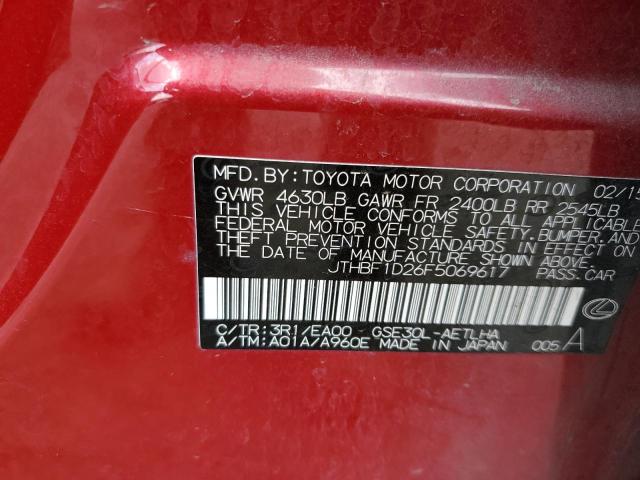 MFD. BY: TOYOTA MOTOR CORPORATION 02/1
GVWR 4630LB GAWR FR 2400LB RR 2545LB
THIS VEHICLE CONFORMS TO ALL APPLICABLE
FEDERAL MOTOR VEHICLE SAFETY, BUMPER, AND
THEFT PREVENTION STANDARDS IN EFFECT ON
THE DATE OF MANUFACTURE SHOWN ABOVE.
JTHBF1D26F5069617 PASS. CAR
C/TR: 3R1/EA00 GSE30L-AETLHA
A/TM: A01A/A960E MADE IN JAPAN 005 A